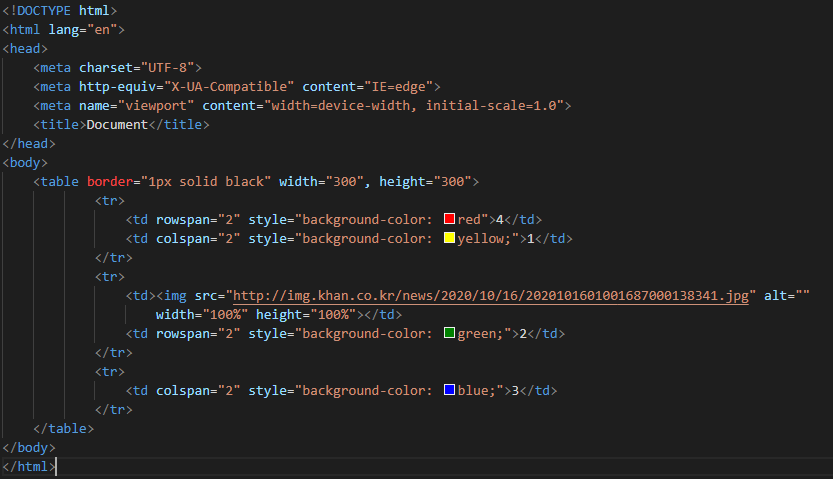 <!DOCTYPE html>
<html lang="en">
<head>
    <meta charset="UTF-8">
    <meta http-equiv="X-UA-Compatible" content="IE=edge">
    <meta name="viewport" content="width=device-width, initial-scale=1.0">
    <title>Document</title>
</head>
<body>
    <table border="1px solid black" width="300", height="300">
            <tr>
                <td rowspan="2" style="background-color: red">4</td>
                <td colspan="2" style="background-color: yellow;">1</td>
            </tr>
            <tr>
                <td><img src="http://img.khan.co.kr/news/2020/10/16/2020101601001687000138341.jpg" alt=""
                    width="100%" height="100%"></td>
                <td rowspan="2" style="background-color: green;">2</td>
            </tr>
            <tr>
                <td colspan="2" style="background-color: blue;">3</td>
            </tr>
    </table>
</body>
</html>